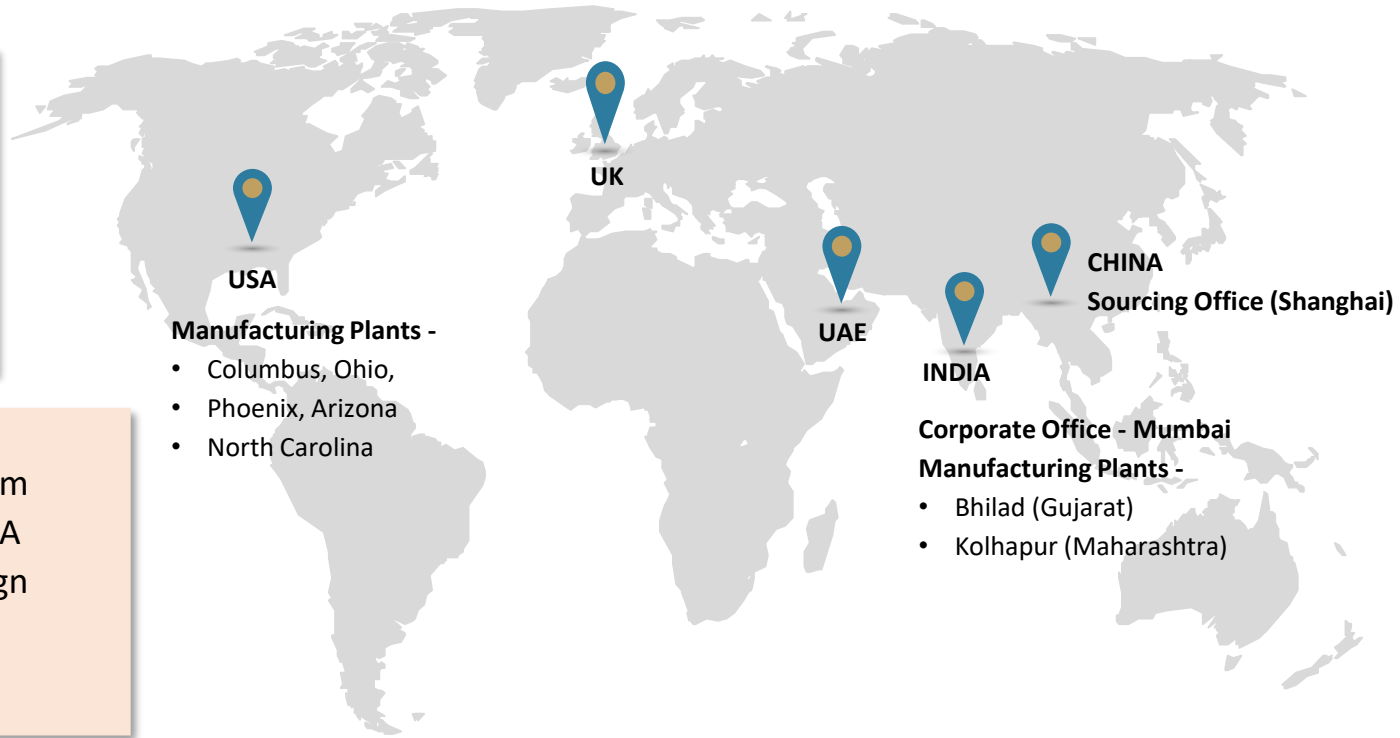 UK
USA
Manufacturing Plants -
• Columbus, Ohio,
• Phoenix, Arizona
• North Carolina
UAE
INDIA
Corporate Office - Mumbai
Manufacturing Plants -
• Bhilad (Gujarat)
• Kolhapur (Maharashtra)
CHINA
Sourcing Office (Shanghai)